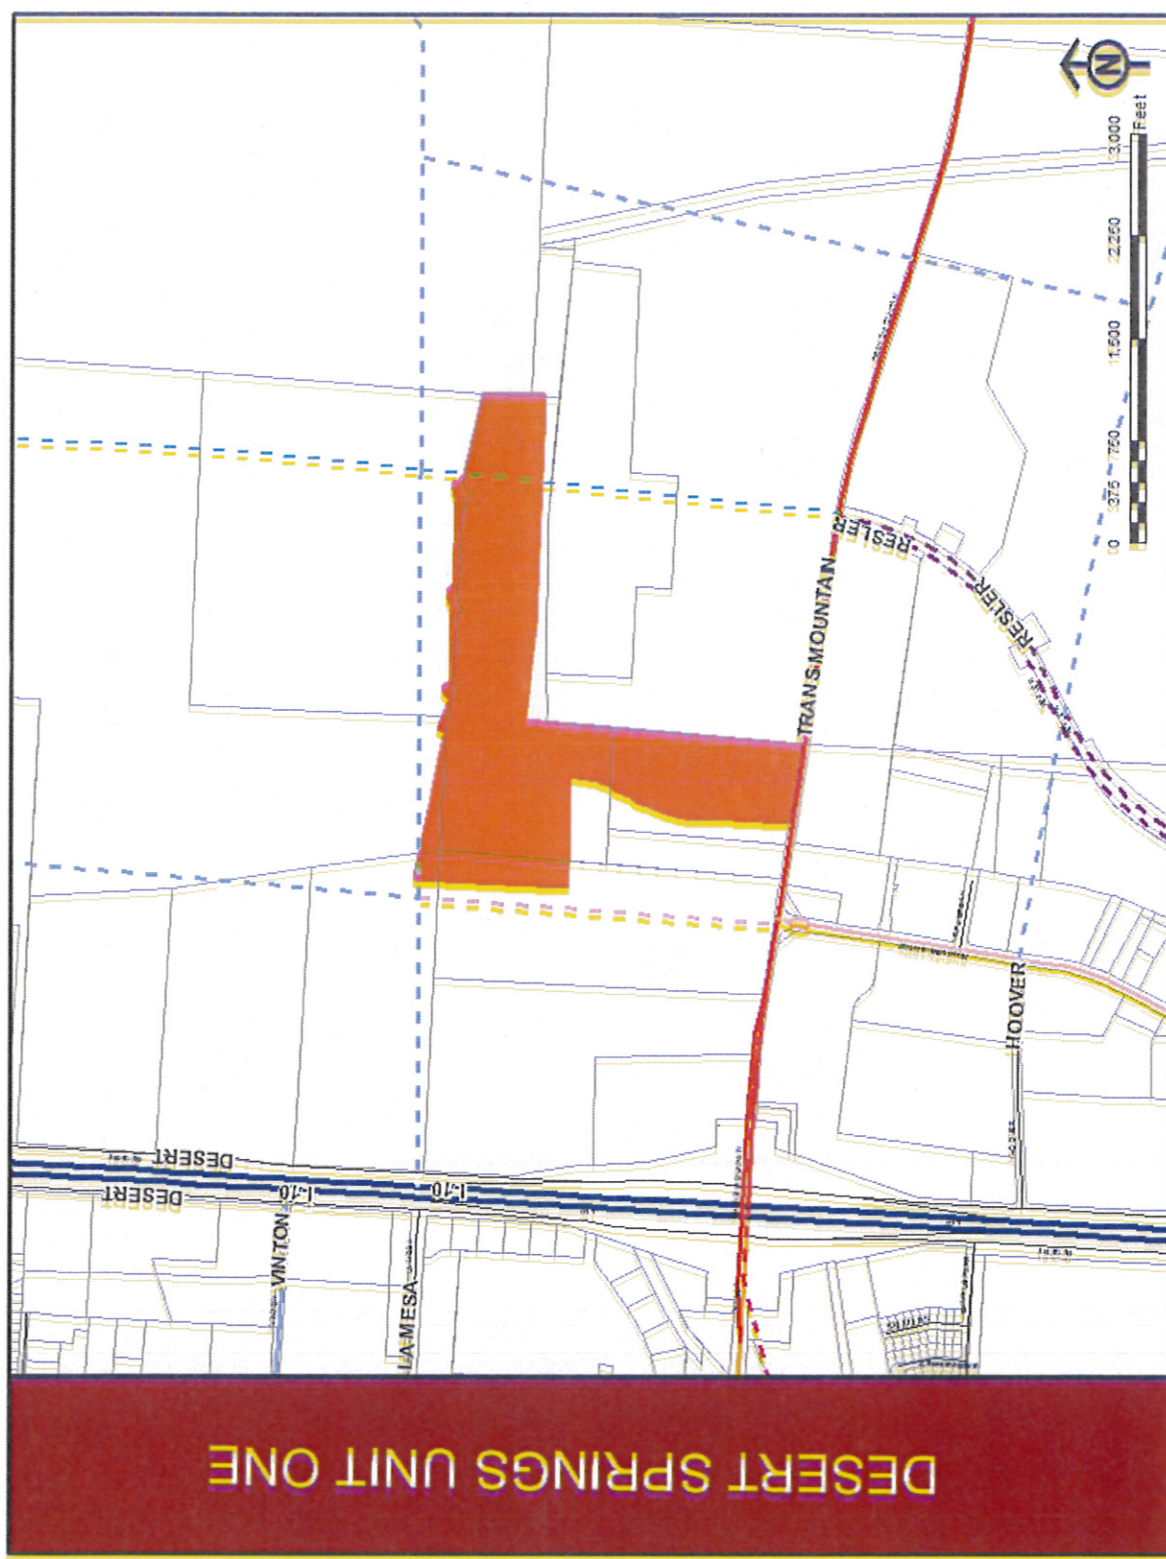 DESERT SPRINGS UNIT ONE
N
0 375 750 1,500 2,250 3,000
Feet
DESERT
DESERT
I-10
I-10
VINTON
LA MESA
TRANSMOUNTAIN
RESLER
RESLER
HOOVER